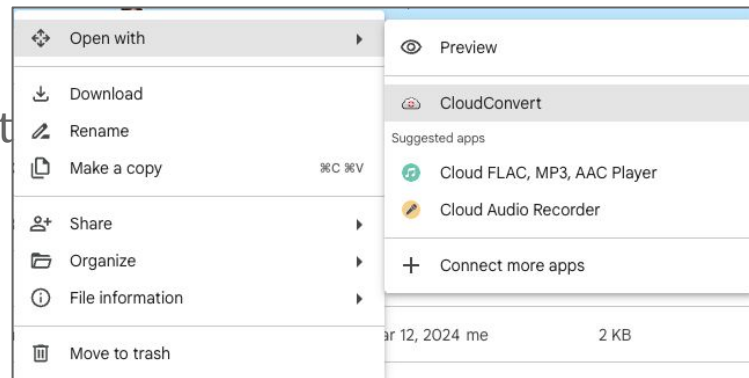 Open with
Download
Rename
Make a copy ⌘C ⌘V
Share
Organize
File information
Move to trash
Preview
CloudConvert
Suggested apps
Cloud FLAC, MP3, AAC Player
Cloud Audio Recorder
Connect more apps
12, 2024 me 2 KB